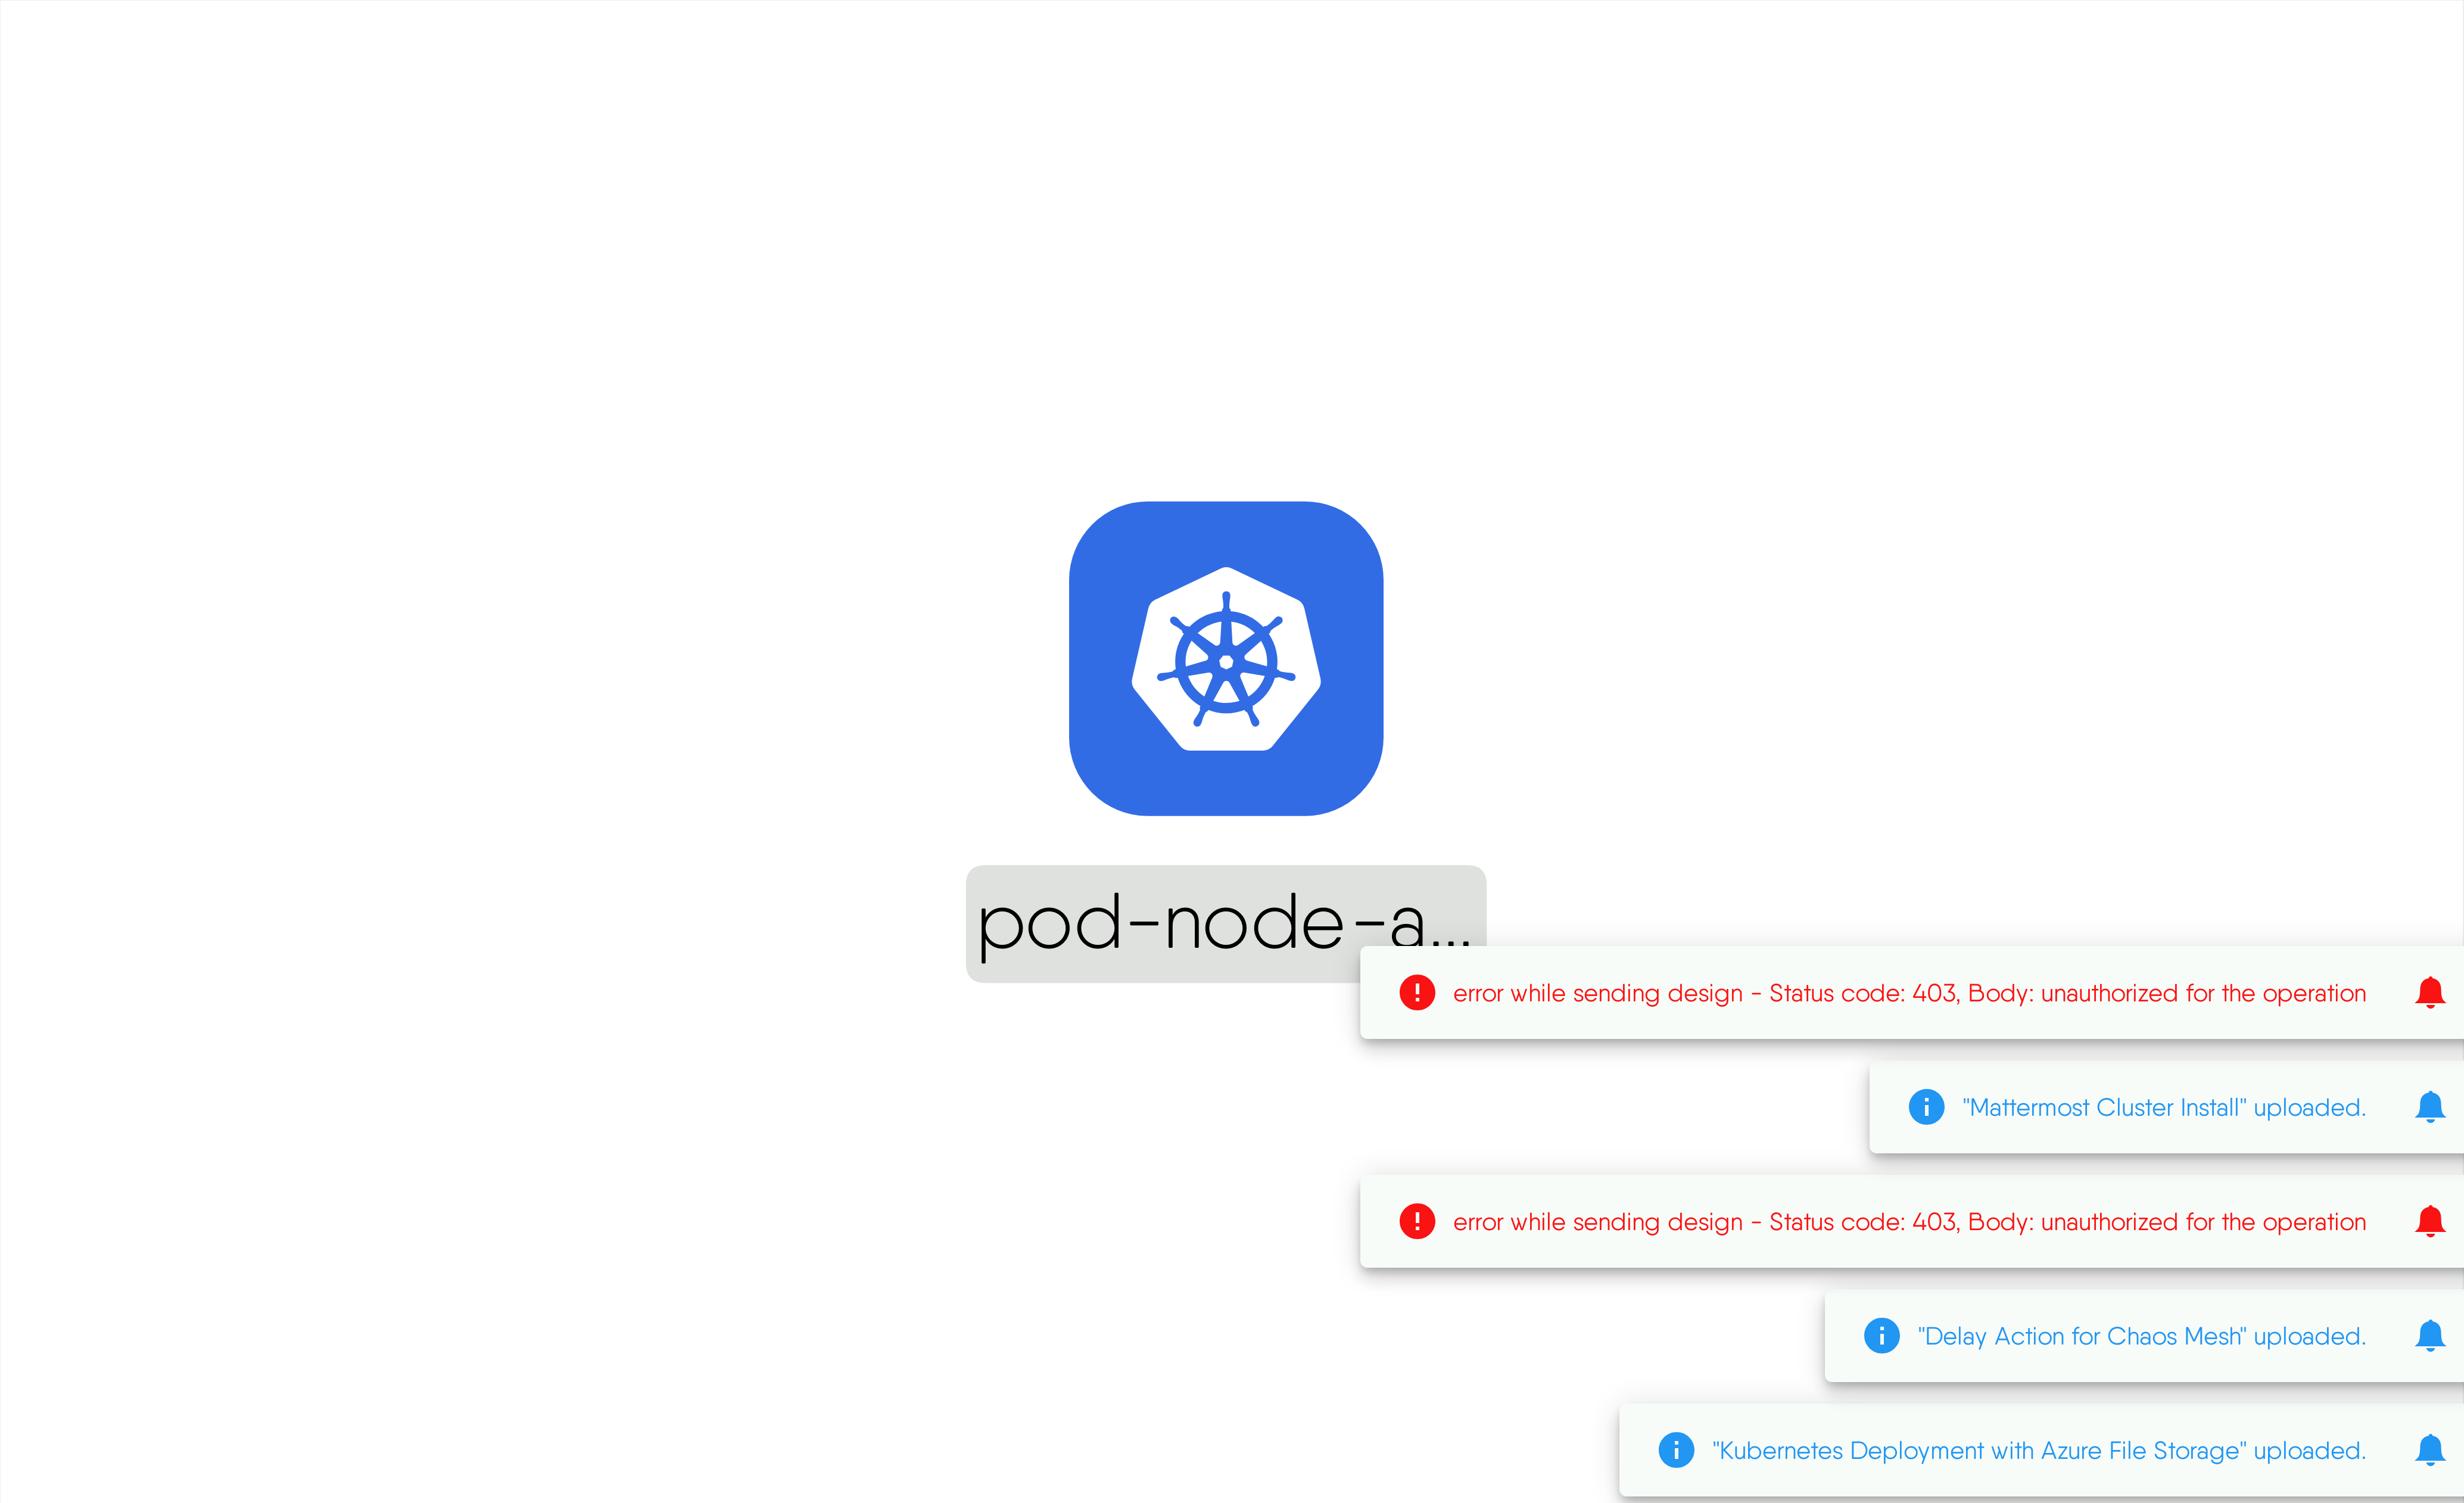 pod-node-a...
error while sending design - Status code: 403, Body: unauthorized for the operation
"Mattermost Cluster Install" uploaded.
error while sending design - Status code: 403, Body: unauthorized for the operation
"Delay Action for Chaos Mesh" uploaded.
"Kubernetes Deployment with Azure File Storage" uploaded.